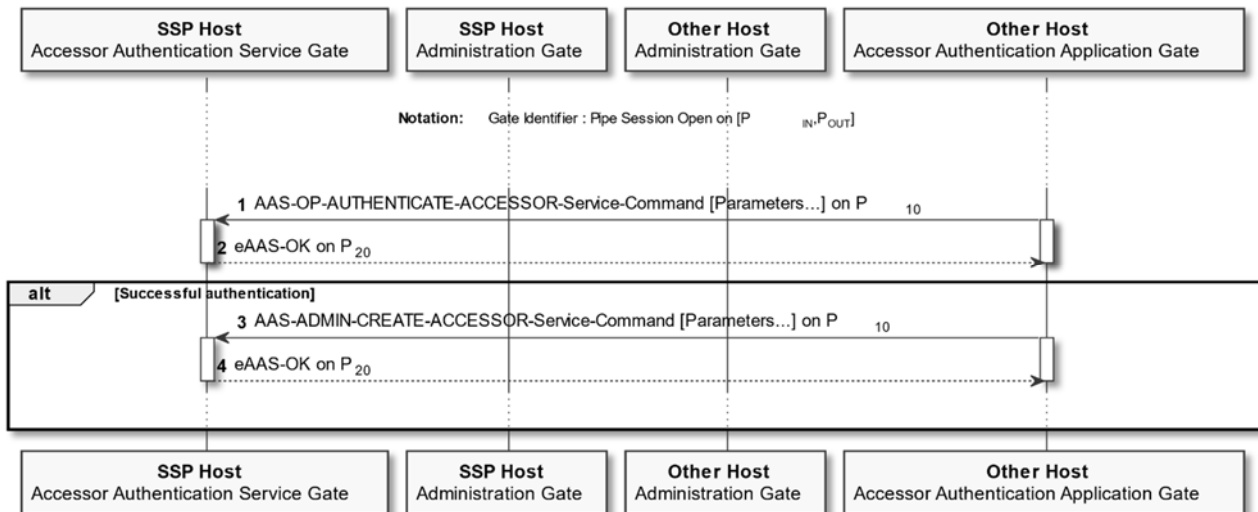 SSP Host SSP Host Other Host Other Host
Accessor Authentication Service Gate Administration Gate Administration Gate Accessor Authentication Application Gate
Notation: Gate Identifier : Pipe Session Open on [P IN,POUT]
1 AAS-OP-AUTHENTICATE-ACCESSOR-Service-Command [Parameters...] on P 10
2 eAAS-OK on P20
alt [Successful authentication]
3 AAS-ADMIN-CREATE-ACCESSOR-Service-Command [Parameters...] on P 10
4 eAAS-OK on P20
SSP Host SSP Host Other Host Other Host
Accessor Authentication Service Gate Administration Gate Administration Gate Accessor Authentication Application Gate